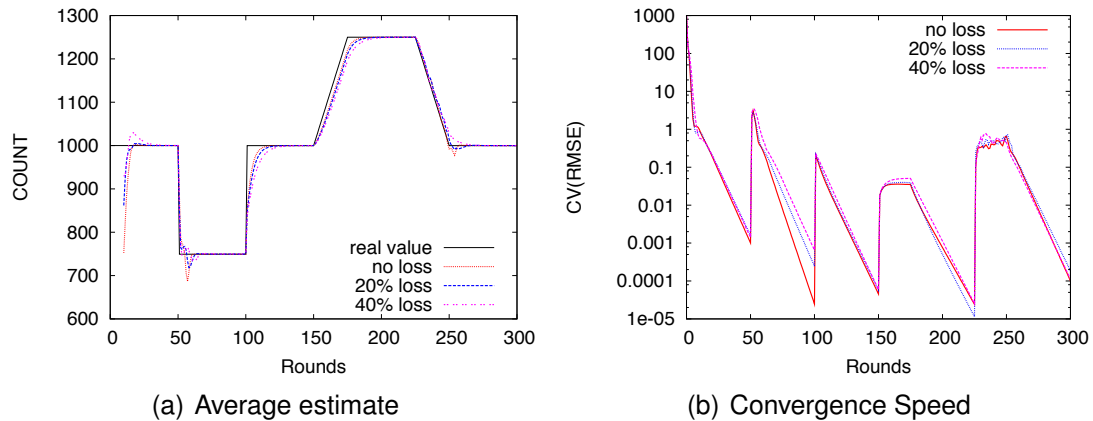 1300
1200
1100
1000
900
800
700
600
COUNT
real value
no loss
20% loss
40% loss
0 50 100 150 200 250 300
Rounds
(a) Average estimate
1000
100
10
1
0.1
0.01
0.001
0.0001
1e-05
CV(RMSE)
no loss
20% loss
40% loss
0 50 100 150 200 250 300
Rounds
(b) Convergence Speed